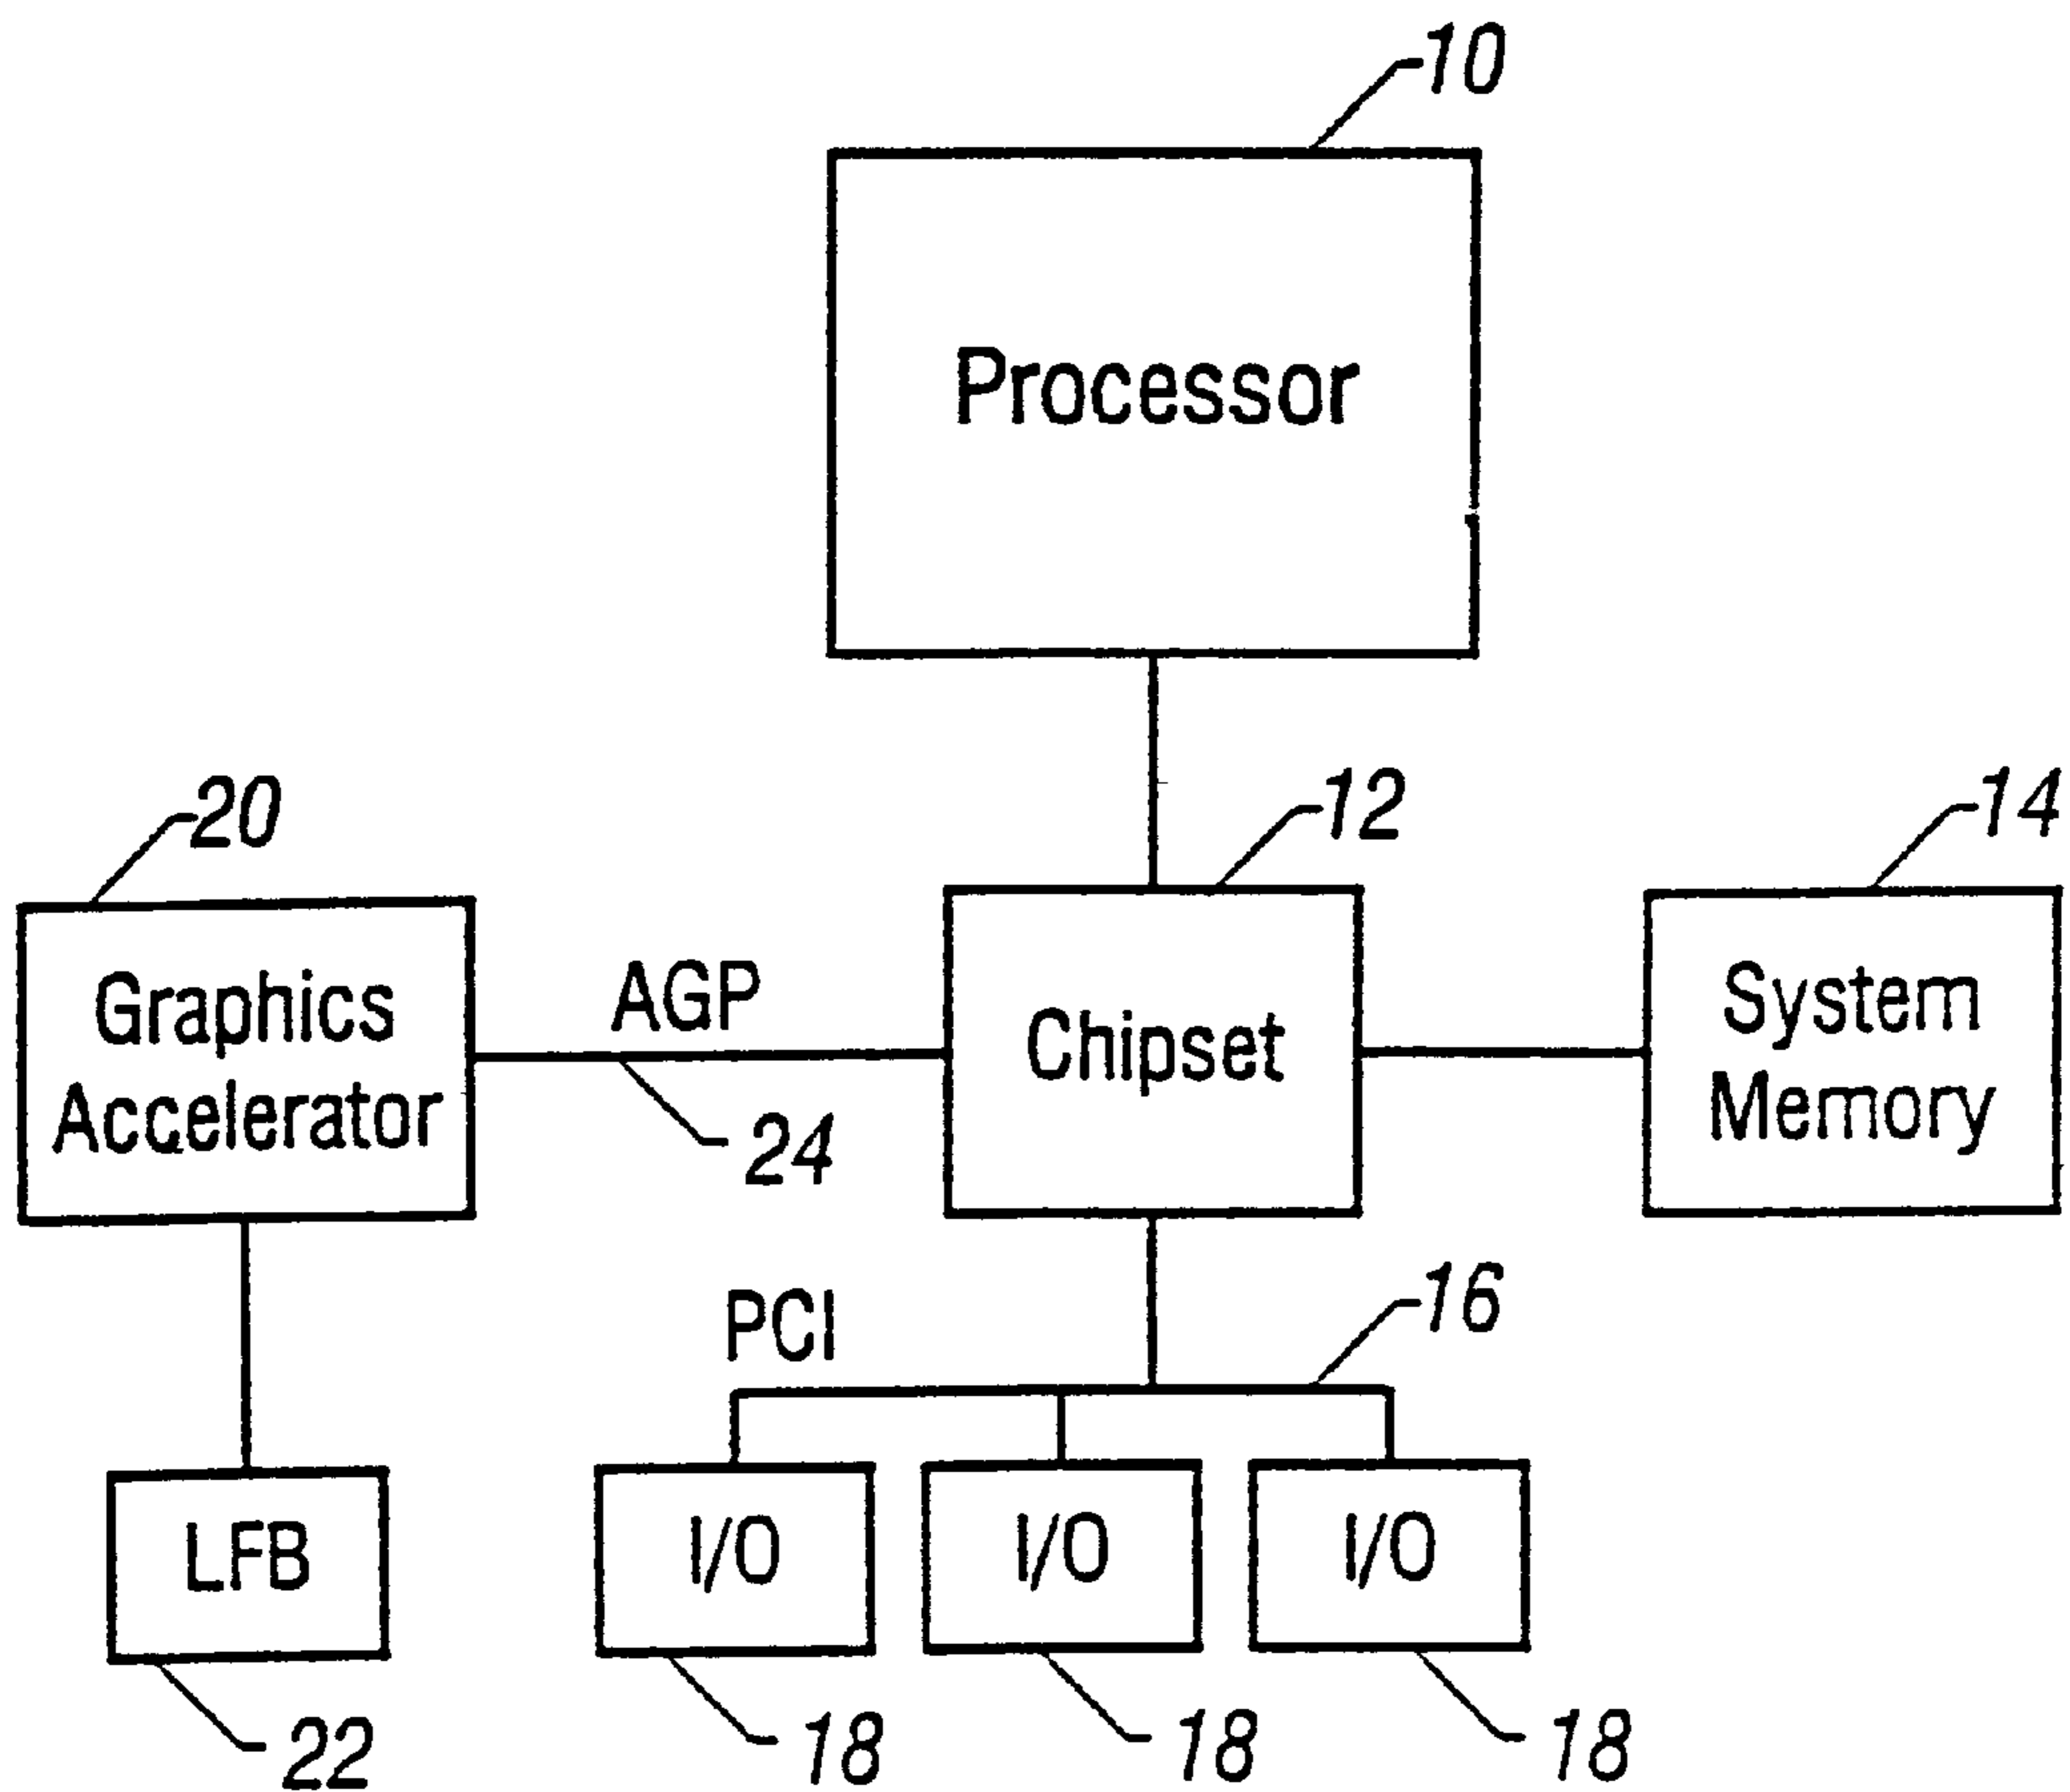 10
Processor
20
12
14
Graphics
Accelerator
AGP
24
Chipset
System
Memory
PCI
16
LFB
I/O
I/O
I/O
22
18
18
18